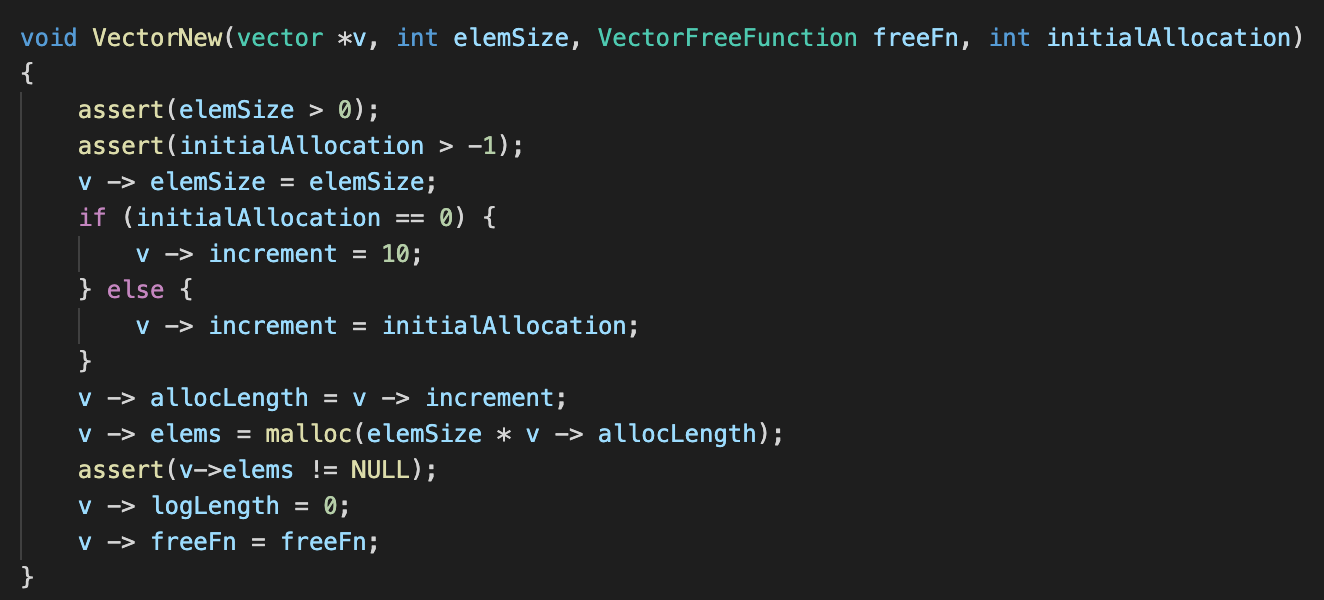 void VectorNew(vector *v, int elemSize, VectorFreeFunction freeFn, int initialAllocation)
{
    assert(elemSize > 0);
    assert(initialAllocation > -1);
    v -> elemSize = elemSize;
    if (initialAllocation == 0) {
        v -> increment = 10;
    } else {
        v -> increment = initialAllocation;
    }
    v -> allocLength = v -> increment;
    v -> elems = malloc(elemSize * v -> allocLength);
    assert(v->elems != NULL);
    v -> logLength = 0;
    v -> freeFn = freeFn;
}